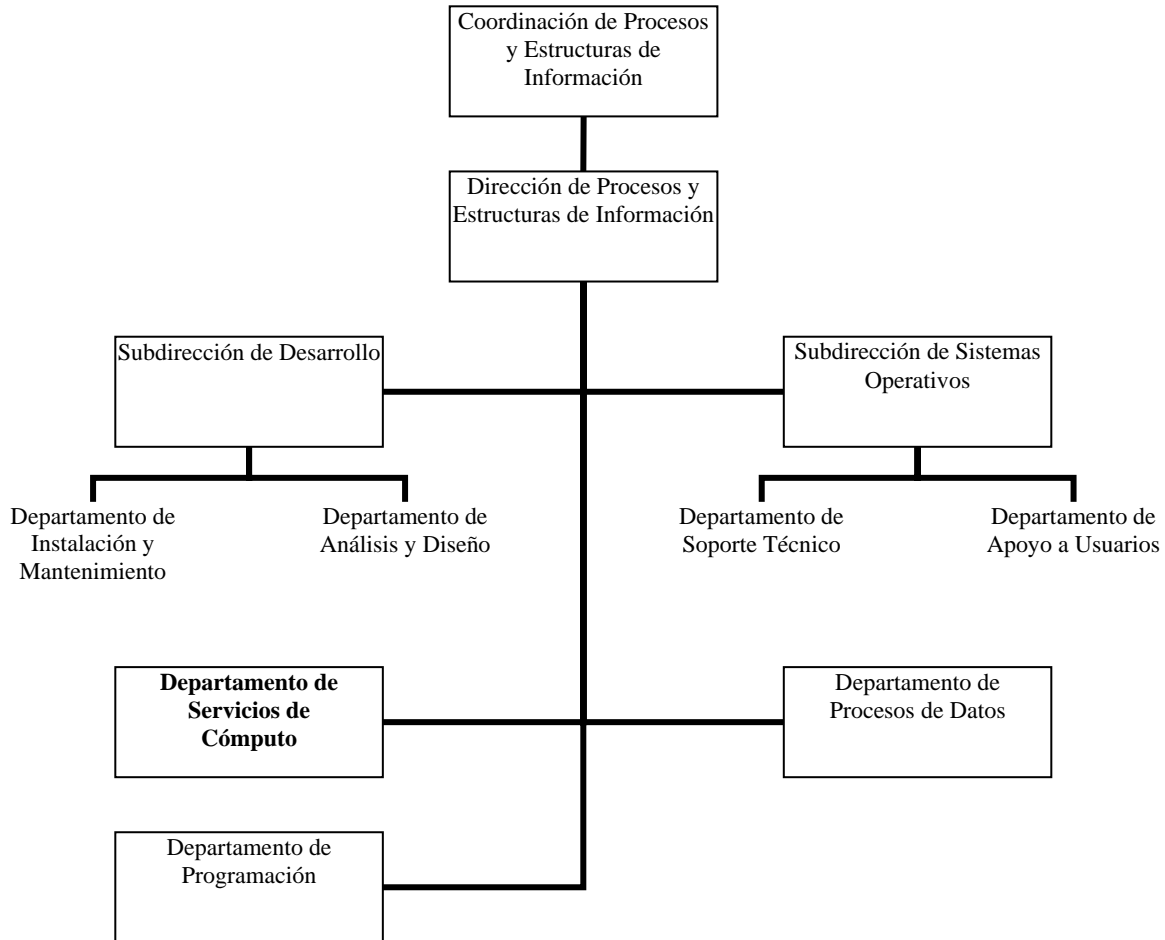 Coordinación de Procesos
y Estructuras de
Información
Dirección de Procesos y
Estructuras de Información
Subdirección de Desarrollo
Subdirección de Sistemas
Operativos
Departamento de
Instalación y
Mantenimiento
Departamento de
Análisis y Diseño
Departamento de
Soporte Técnico
Departamento de
Apoyo a Usuarios
Departamento de
Servicios de
Cómputo
Departamento de
Procesos de Datos
Departamento de
Programación